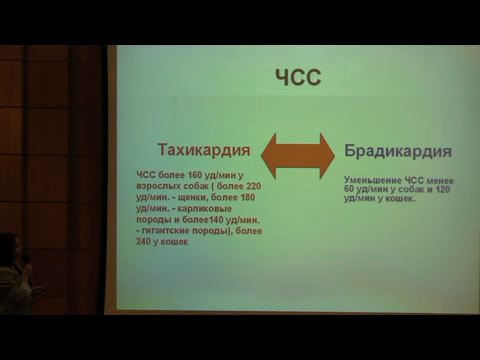 ЧСС
Тахикардия
ЧСС более 160 уд/мин у
взрослых собак ( более 220
уд/мин. - щенки, более 180
уд/мин. - карликовые
породы и более140 уд/мин.
- гигантские породы), более
240 у кошек
Брадикардия
Уменьшение ЧСС менее
60 уд/мин у собак и 120
уд/мин у кошек.